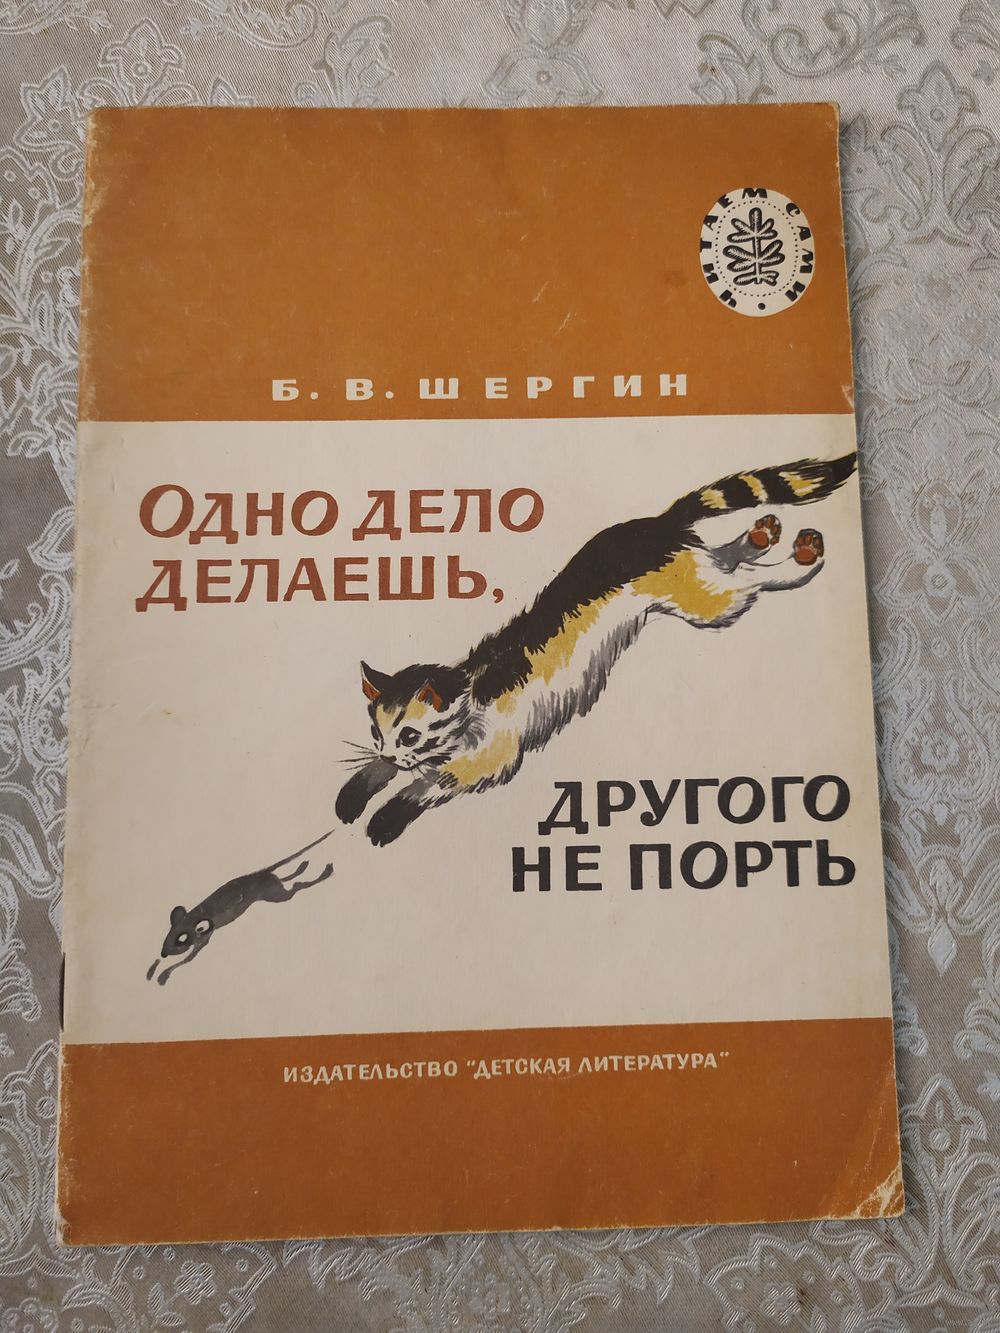 ЧИТАЕМ САМИ
Б. В. ШЕРГИН
ОДНО ДЕЛО
ДЕЛАЕШЬ,
ДРУГОГО
НЕ ПОРТЬ
ИЗДАТЕЛЬСТВО "ДЕТСКАЯ ЛИТЕРАТУРА"